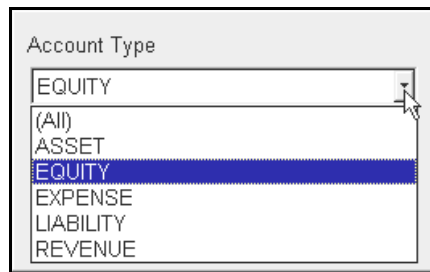 Account Type
EQUITY
(All)
ASSET
EQUITY
EXPENSE
LIABILITY
REVENUE